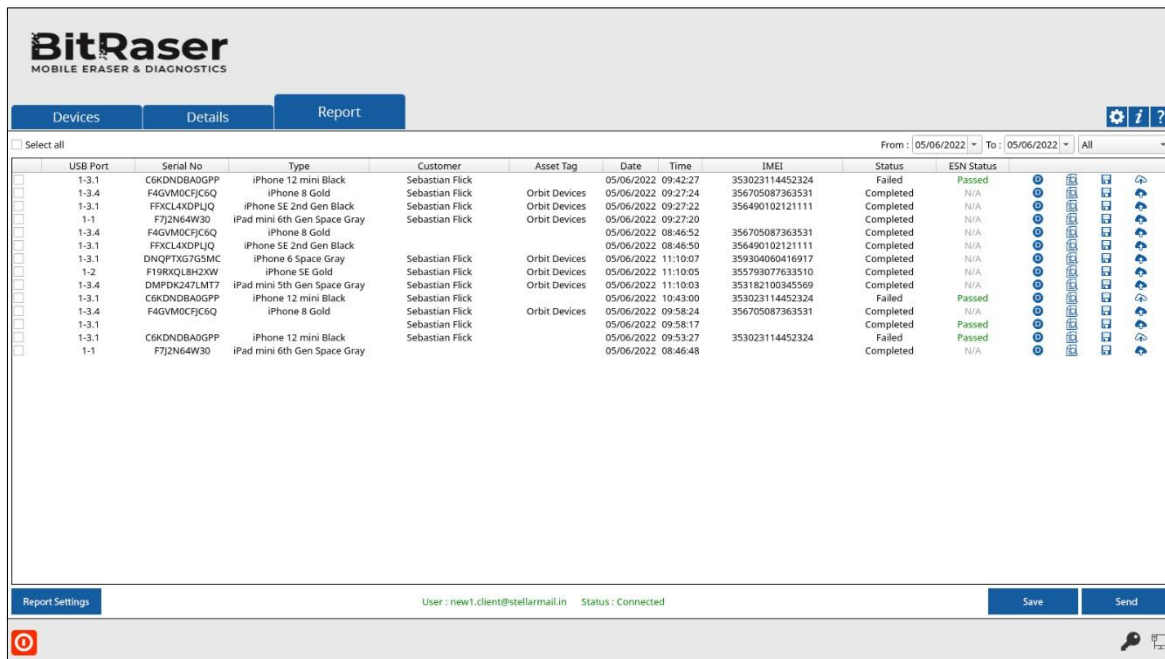 BitRaser
MOBILE ERASER & DIAGNOSTICS
Devices Details Report
Select all From : 05/06/2022 To : 05/06/2022 All
USB Port Serial No Type Customer Asset Tag Date Time IMEI Status ESN Status
1-3.1 C6KDNDBA0GPP iPhone 12 mini Black Sebastian Flick 05/06/2022 09:42:27 353023114452324 Failed Passed
1-3.4 F4GVM0CFJC6Q iPhone 8 Gold Sebastian Flick Orbit Devices 05/06/2022 09:27:24 356705087363531 Completed N/A
1-3.1 FFXCL4XDPLJQ iPhone SE 2nd Gen Black Sebastian Flick Orbit Devices 05/06/2022 09:27:22 356490102121111 Completed N/A
1-1 F7J2N64W30 iPad mini 6th Gen Space Gray Sebastian Flick Orbit Devices 05/06/2022 09:27:20 Completed N/A
1-3.4 F4GVM0CFJC6Q iPhone 8 Gold 05/06/2022 08:46:52 356705087363531 Completed N/A
1-3.1 FFXCL4XDPLJQ iPhone SE 2nd Gen Black 05/06/2022 08:46:50 356490102121111 Completed N/A
1-3.1 DNQPTXG7G5MC iPhone 6 Space Gray Sebastian Flick Orbit Devices 05/06/2022 11:10:07 359304060416917 Completed N/A
1-2 F19RXQL8H2XW iPhone SE Gold Sebastian Flick Orbit Devices 05/06/2022 11:10:05 355793077633510 Completed N/A
1-3.4 DMPDK247LMT7 iPad mini 5th Gen Space Gray Sebastian Flick Orbit Devices 05/06/2022 11:10:03 353182100345569 Completed N/A
1-3.1 C6KDNDBA0GPP iPhone 12 mini Black Sebastian Flick 05/06/2022 10:43:00 353023114452324 Failed Passed
1-3.4 F4GVM0CFJC6Q iPhone 8 Gold Sebastian Flick Orbit Devices 05/06/2022 09:58:24 356705087363531 Completed N/A
1-3.1 Sebastian Flick 05/06/2022 09:58:17 Completed Passed
1-3.1 C6KDNDBA0GPP iPhone 12 mini Black Sebastian Flick 05/06/2022 09:53:27 353023114452324 Failed Passed
1-1 F7J2N64W30 iPad mini 6th Gen Space Gray 05/06/2022 08:46:48 Completed N/A
Report Settings User : new1.client@stellarmail.in Status : Connected Save Send